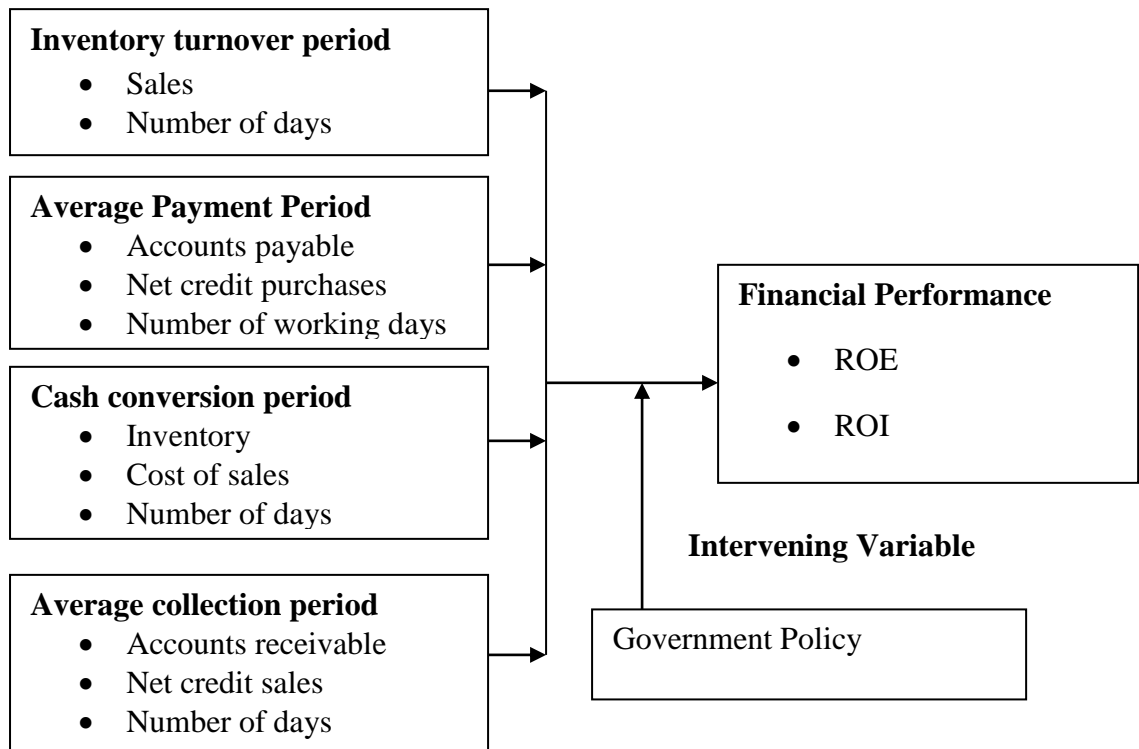 Inventory turnover period
• Sales
• Number of days
Average Payment Period
• Accounts payable
• Net credit purchases
• Number of working days
Cash conversion period
• Inventory
• Cost of sales
• Number of days
Average collection period
• Accounts receivable
• Net credit sales
• Number of days
Financial Performance
• ROE
• ROI
Intervening Variable
Government Policy